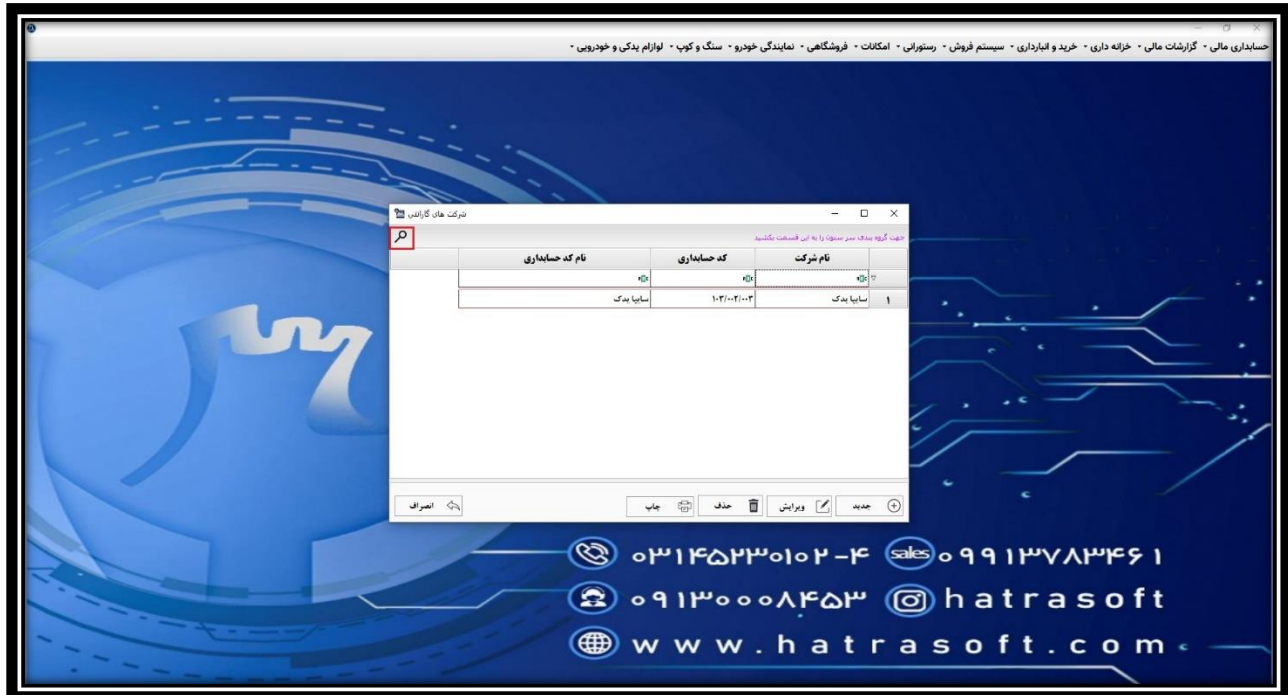 حسابداری مالی - گزارشات مالی - خزانه داری - خرید و انبارداری - سیستم فروش - رستورانی - امکانات - فروشگاهی - نمایندگی خودرو - سنگ و کوپ - لوازام یدکی و خودرویی -
شرکت های گارانتی
جهت گروه بندی سر ستون را به این قسمت بکشید
نام شرکت کد حسابداری نام کد حسابداری
۱ سایپا یدک ۱۰۳/۰۰۲/۰۰۳ سایپا یدک
جدید ویرایش حذف چاپ انصراف
۰۳۱۴۵۲۳۰۱۰۲-۴ sales ۰۹۹۱۳۷۸۳۴۶۱
۰۹۱۳۰۰۰۸۴۵۳ hatrasoft
www.hatrasoft.com